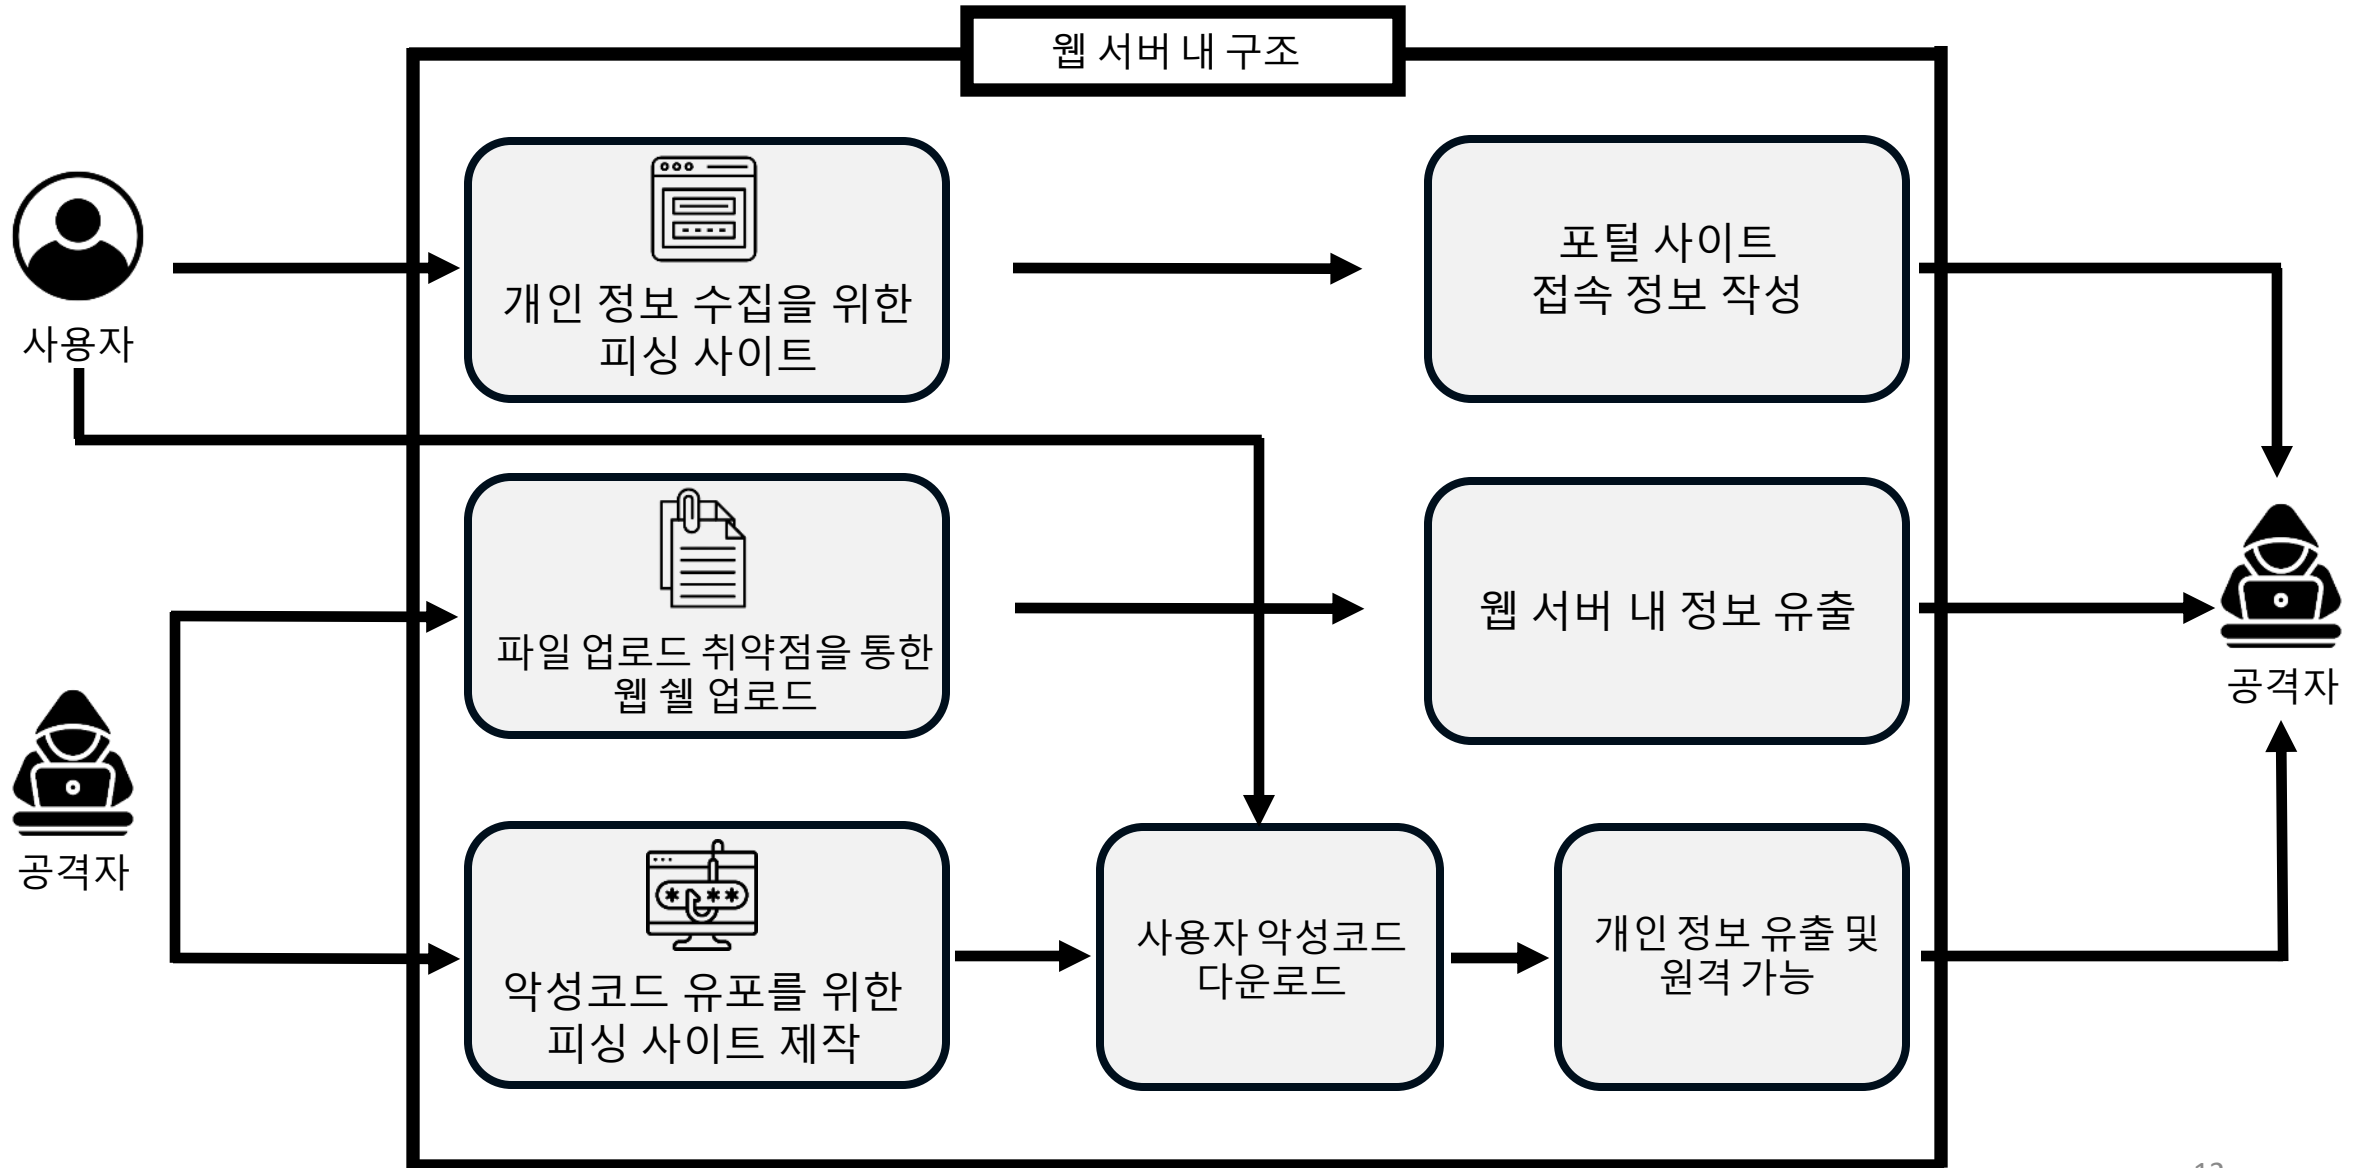 웹 서버 내 구조
사용자
개인 정보 수집을 위한
피싱 사이트
포털 사이트
접속 정보 작성
파일 업로드 취약점을 통한
웹 쉘 업로드
웹 서버 내 정보 유출
공격자
공격자
악성코드 유포를 위한
피싱 사이트 제작
사용자 악성코드
다운로드
개인 정보 유출 및
원격 가능